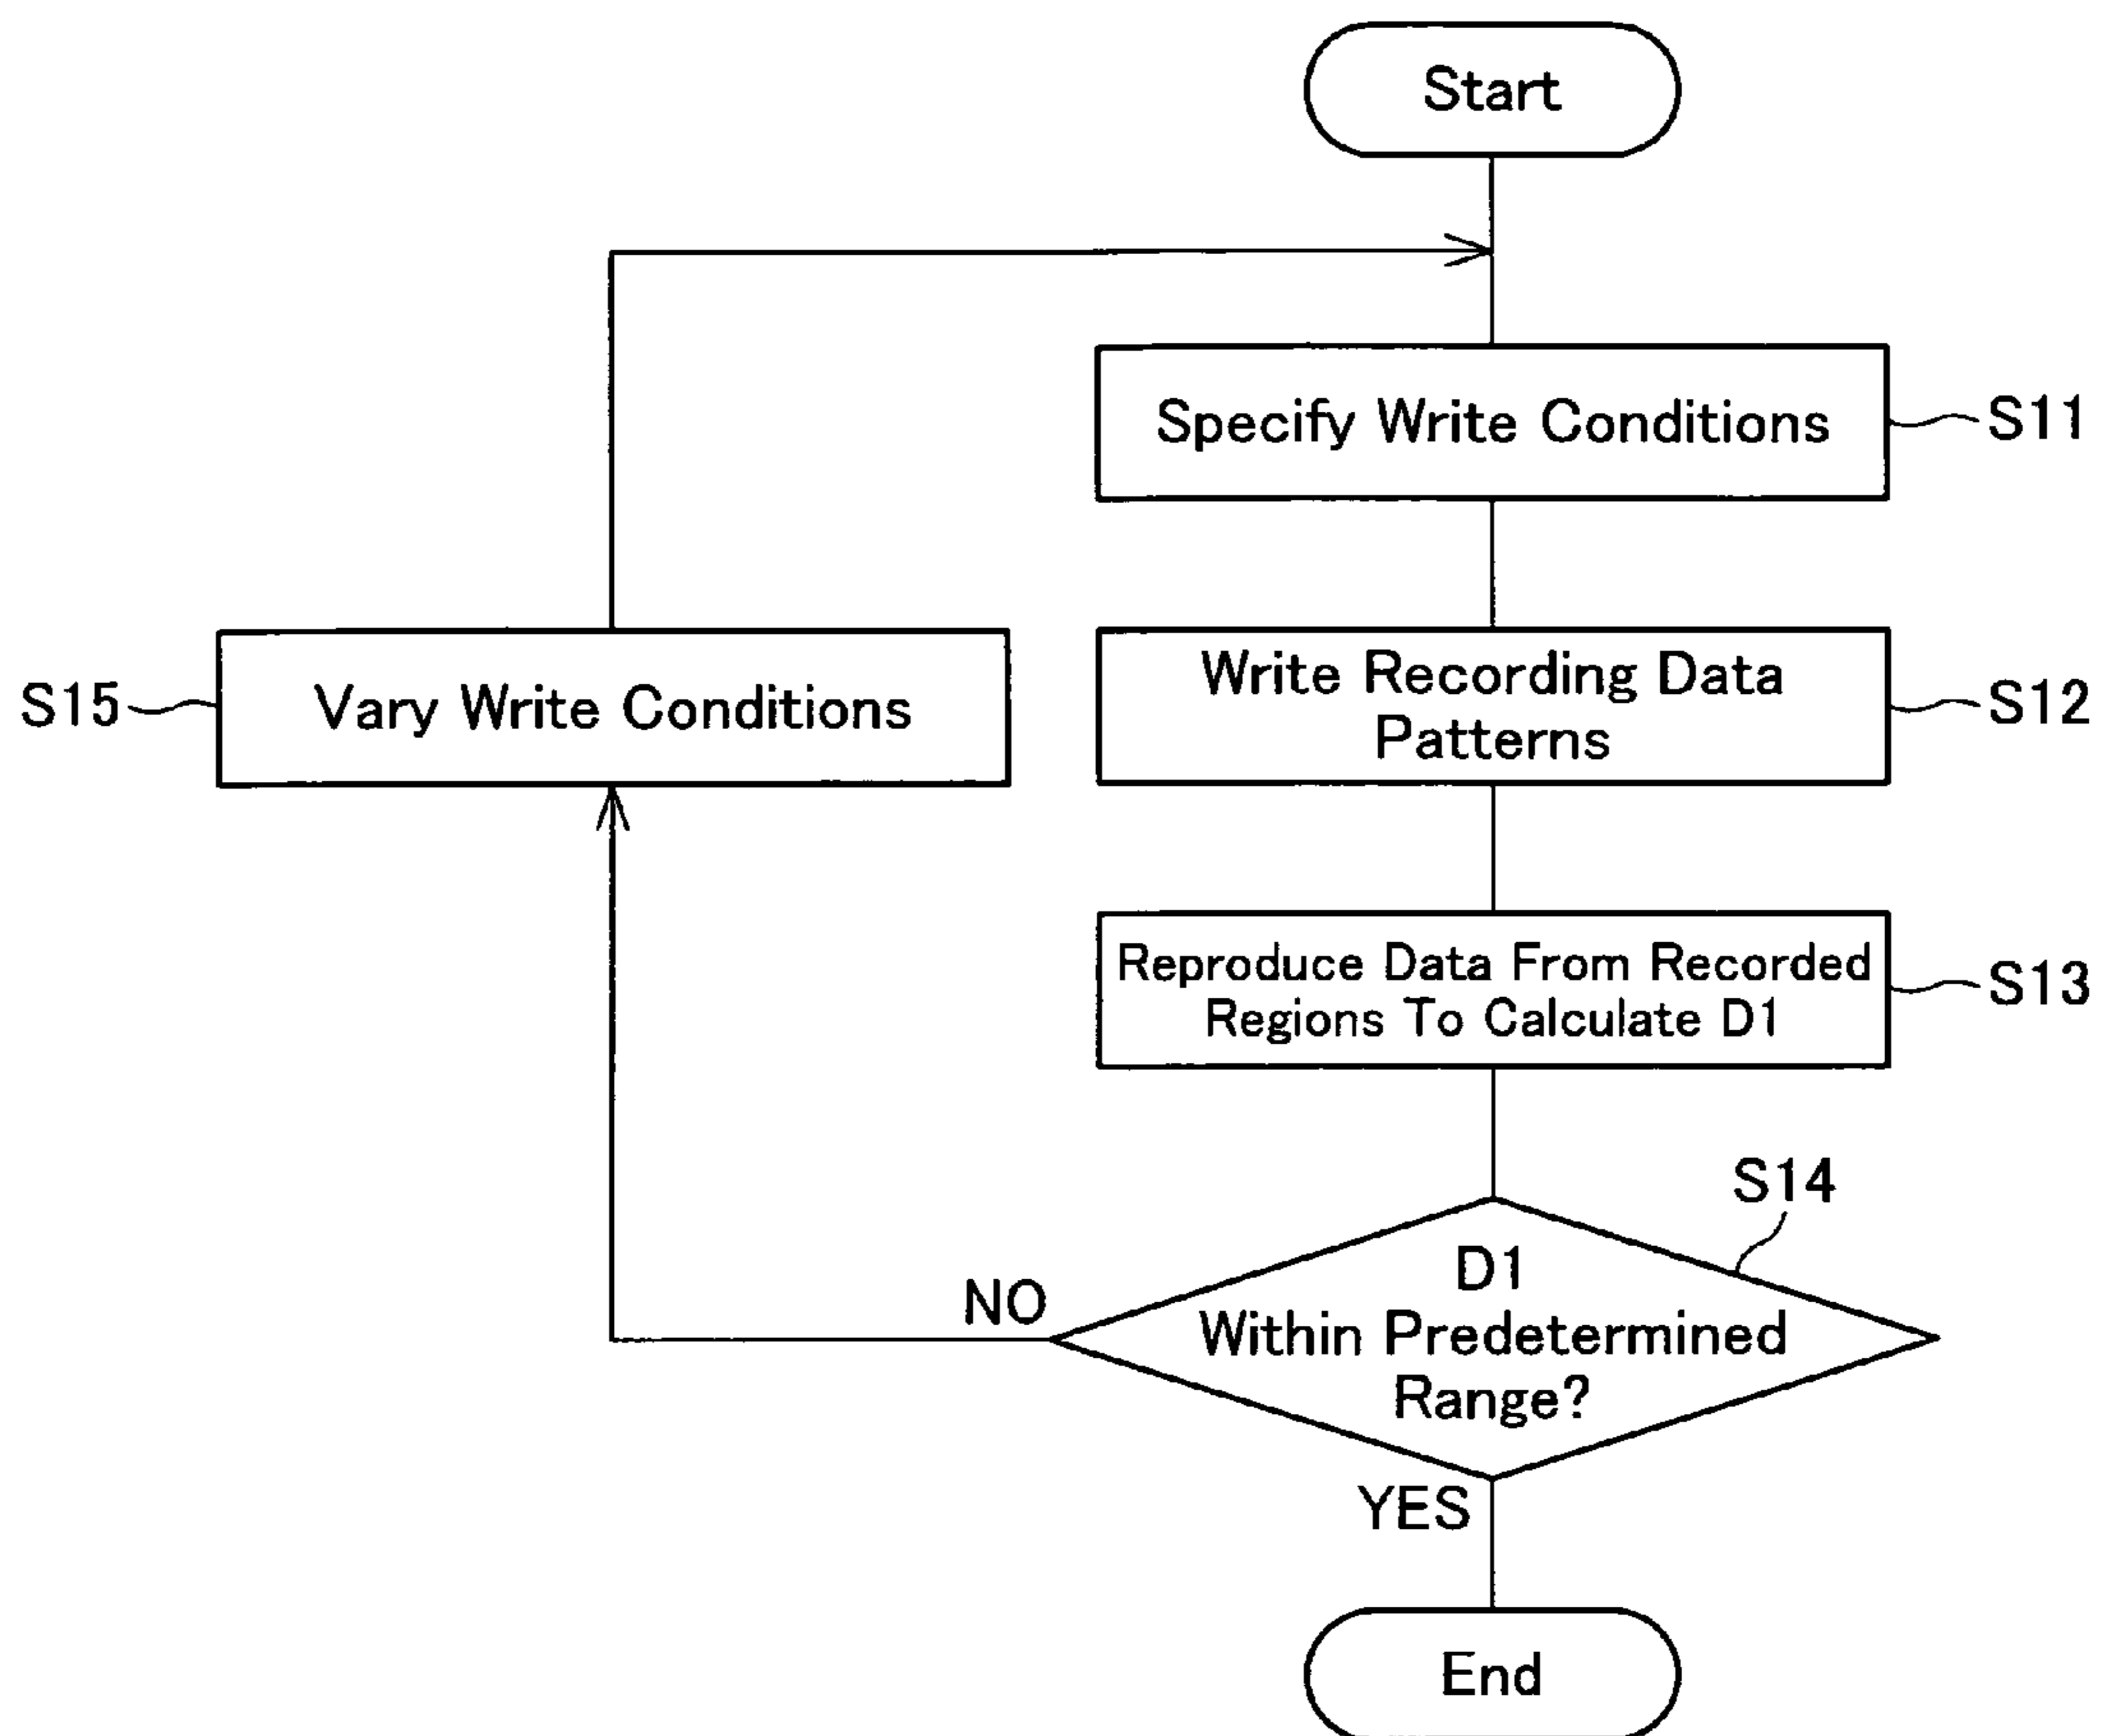 Start
Specify Write Conditions
S11
Write Recording Data
Patterns
S12
S15
Vary Write Conditions
Reproduce Data From Recorded
Regions To Calculate D1
S13
S14
D1
Within Predetermined
Range?
NO
YES
End